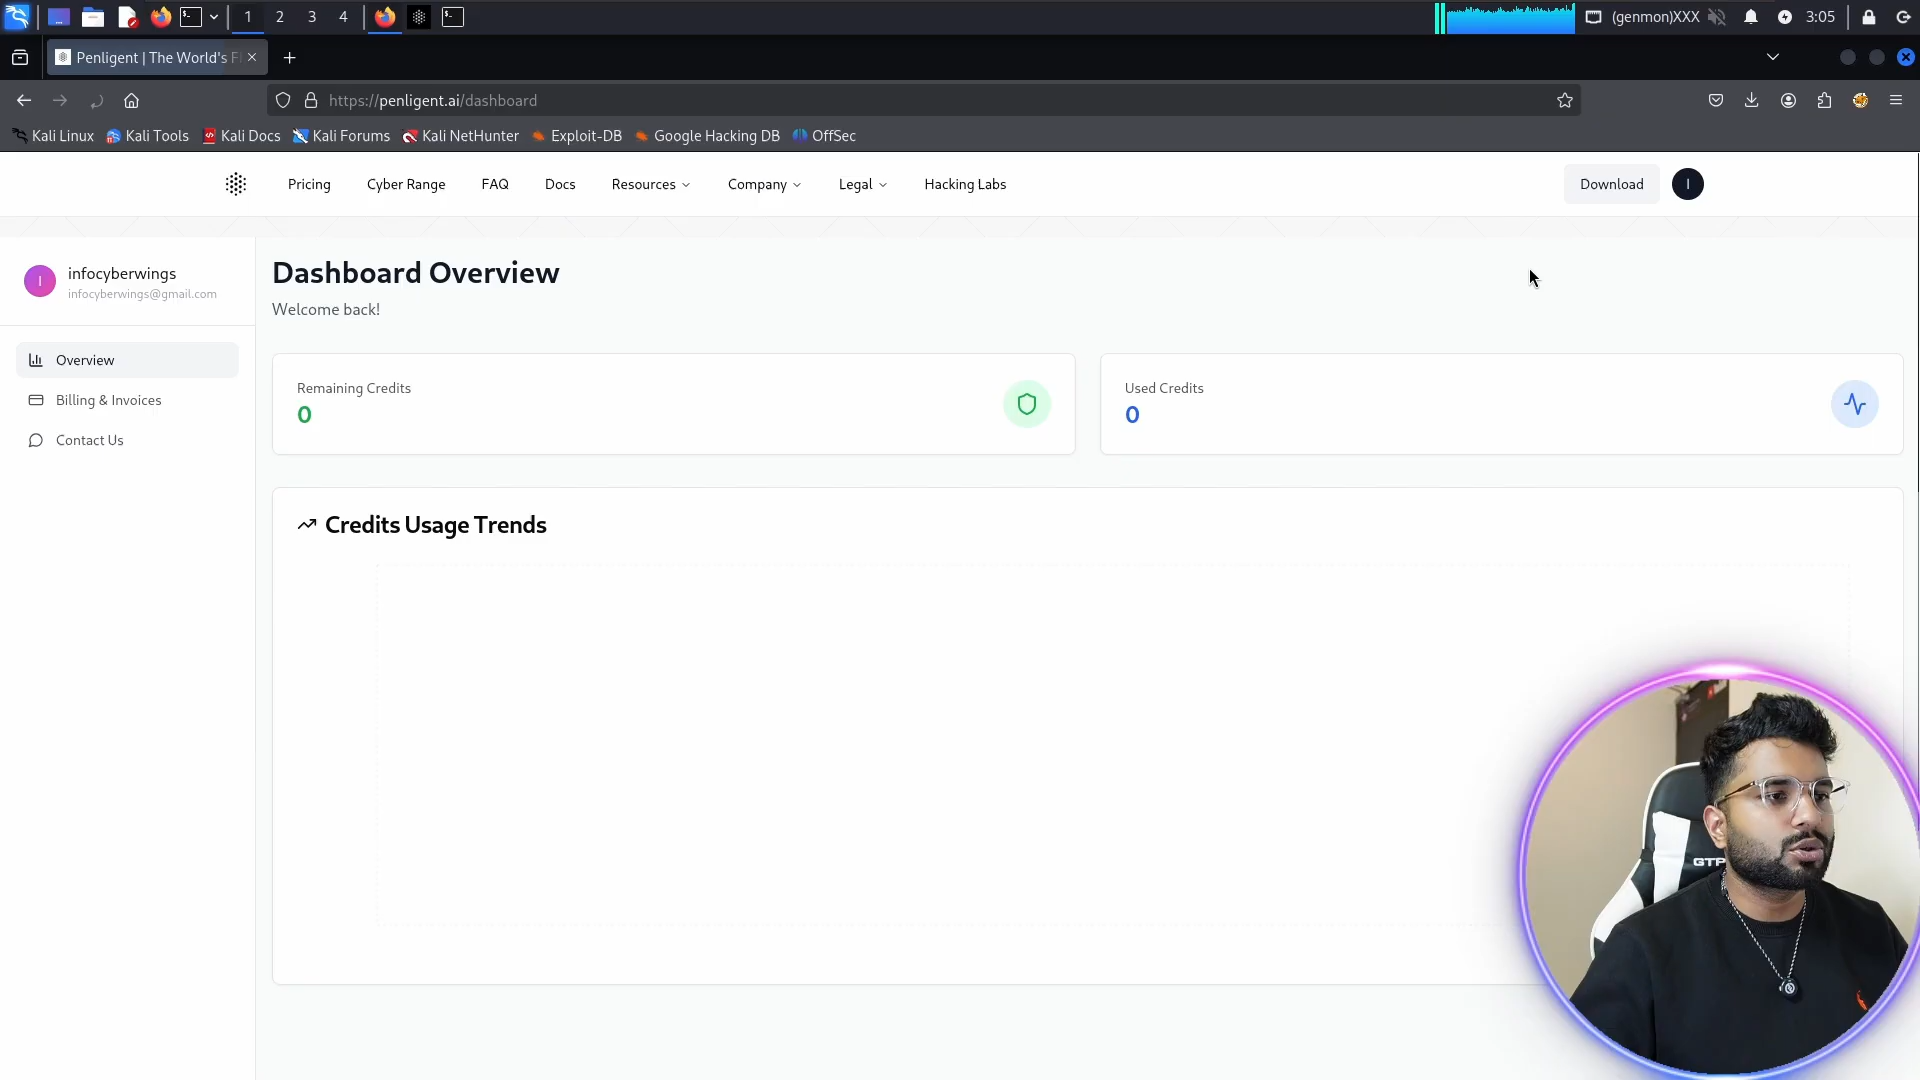 1 2 3 4 (genmon)XXX 3:05
Penligent | The World's F
https://penligent.ai/dashboard
Kali Linux Kali Tools Kali Docs Kali Forums Kali NetHunter Exploit-DB Google Hacking DB OffSec
Pricing Cyber Range FAQ Docs Resources Company Legal Hacking Labs Download I
I infocyberwings
infocyberwings@gmail.com
Overview
Billing & Invoices
Contact Us
Dashboard Overview
Welcome back!
Remaining Credits
0
Used Credits
0
Credits Usage Trends
GTP